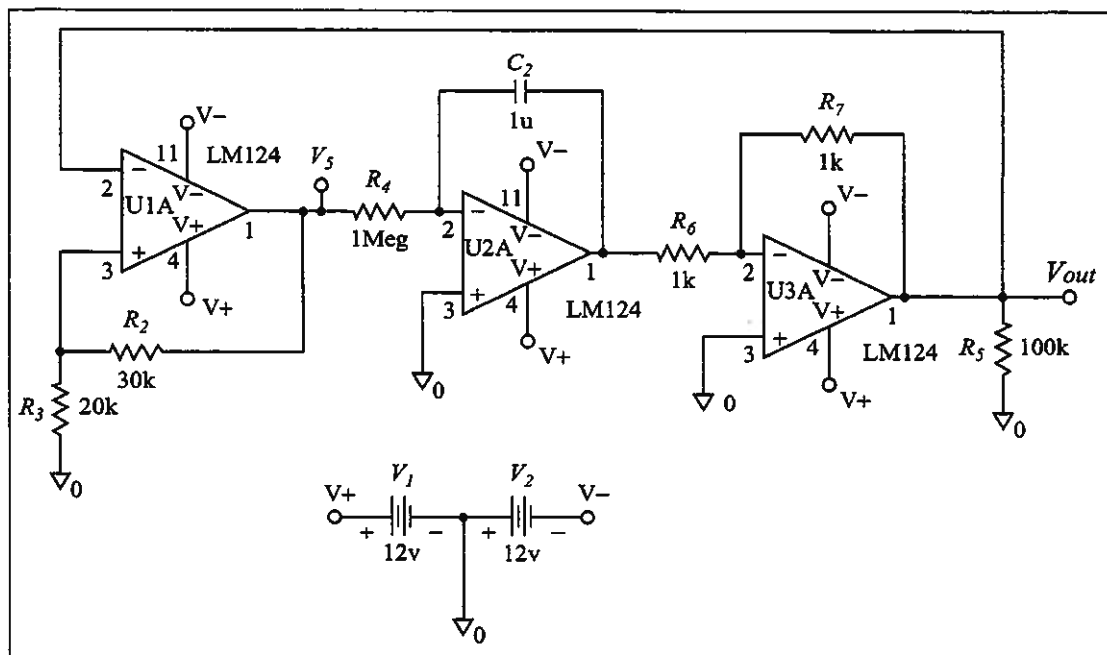 C2
1u
R7
1k
V−
11
LM124
V5
R4
1Meg
2
−
V−
U1A
V+
+
3
4
1
V+
V−
11
2
−
V−
U2A
V+
+
3
4
1
LM124
V+
0
R6
1k
V−
2
−
V−
U3A
V+
+
3
4
1
LM124
V+
0
Vout
R5
100k
0
R2
30k
R3
20k
0
V+
V1
+
−
12v
V2
+
−
12v
V−
0